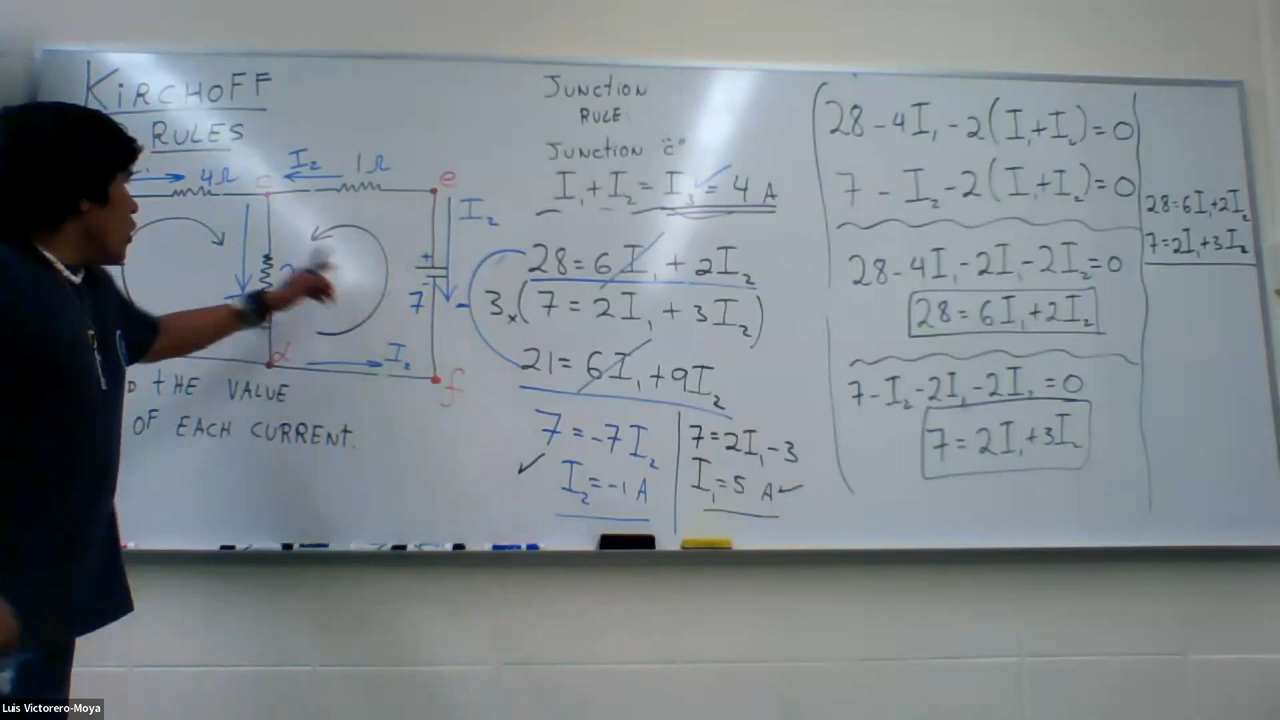 KIRCHOFF
RULES
4Ω
I₂
1Ω
c
e
I₂
7
d
I₂
f
THE VALUE
OF EACH CURRENT.
Junction
RULE
Junction "c"
I₁ + I₂ = I₃ = 4 A
28 = 6I₁ + 2I₂
3×(7 = 2I₁ + 3I₂)
21 = 6I₁ + 9I₂
7 = -7I₂
I₂ = -1 A
7 = 2I₁ - 3
I₁ = 5 A
28 - 4I₁ - 2(I₁ + I₂) = 0
7 - I₂ - 2(I₁ + I₂) = 0
28 - 4I₁ - 2I₁ - 2I₂ = 0
28 = 6I₁ + 2I₂
7 - I₂ - 2I₁ - 2I₂ = 0
7 = 2I₁ + 3I₂
28 = 6I₁ + 2I₂
7 = 2I₁ + 3I₂
Luis Victorero-Moya